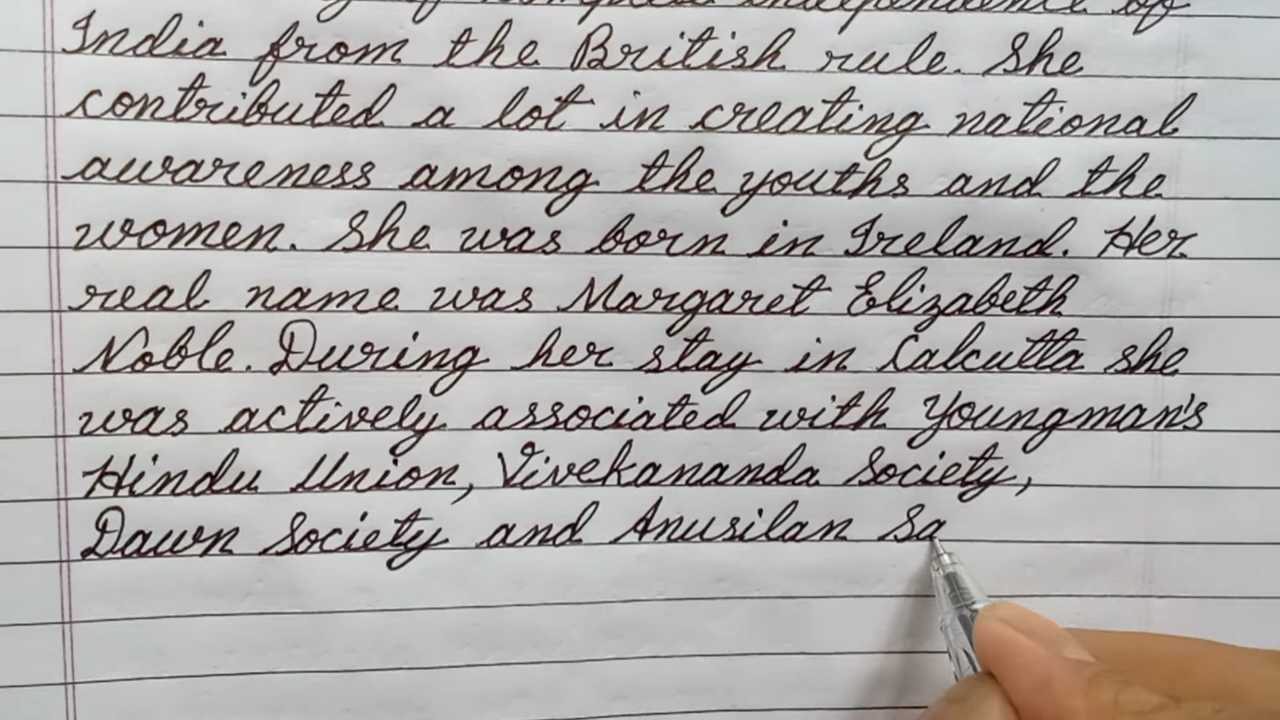 independence of
India from the British rule. She
contributed a lot in creating national
awareness among the youths and the
women. She was born in Ireland. Her
real name was Margaret Elizabeth
Noble. During her stay in Calcutta she
was actively associated with Youngman's
Hindu Union, Vivekananda Society,
Dawn Society and Anusilan Sa